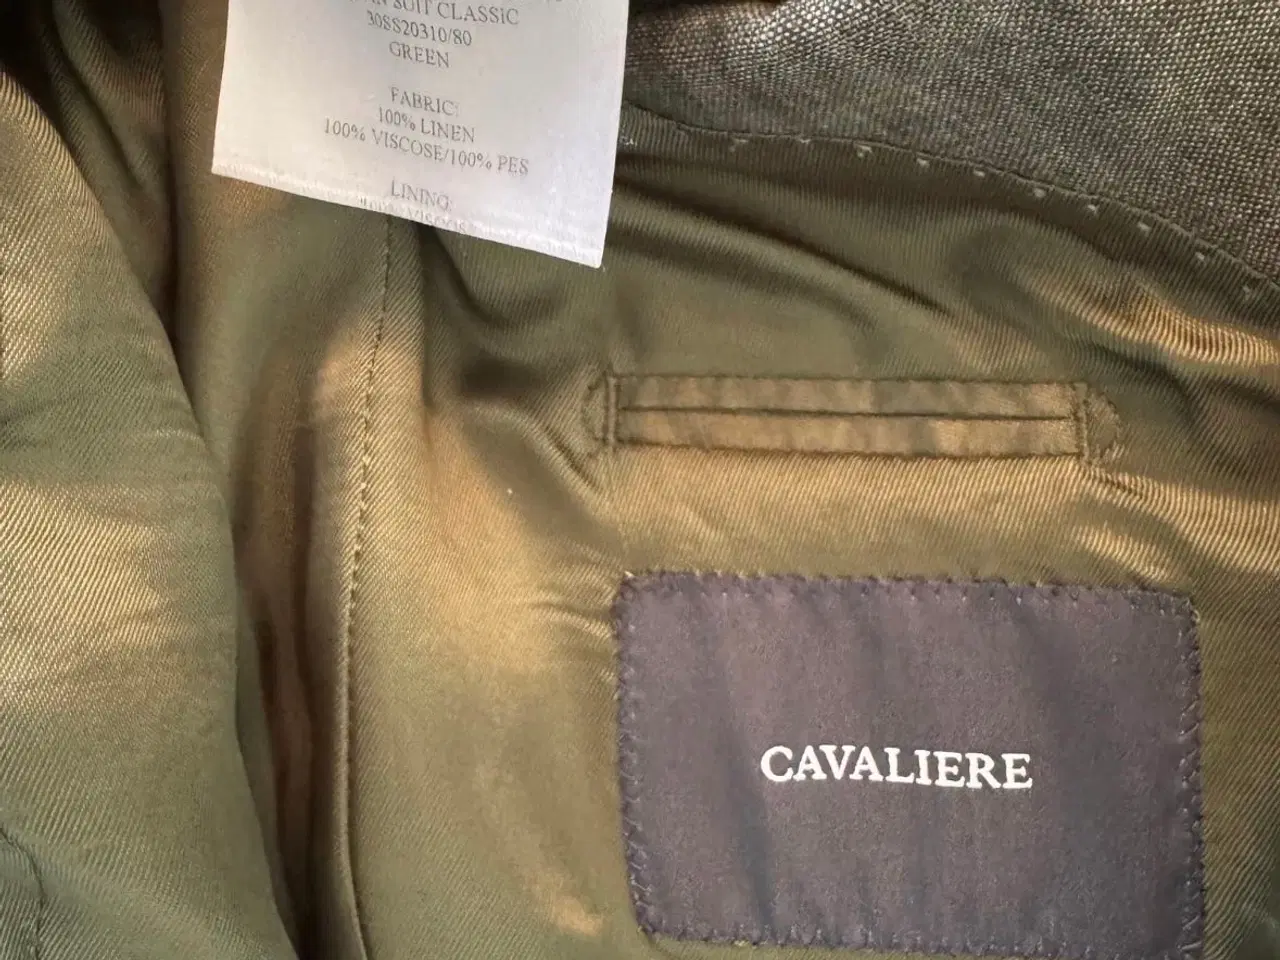 SUIT CLASSIC
30SS20310/80
GREEN
FABRIC:
100% LINEN
100% VISCOSE/100% PES
LINING:
CAVALIERE